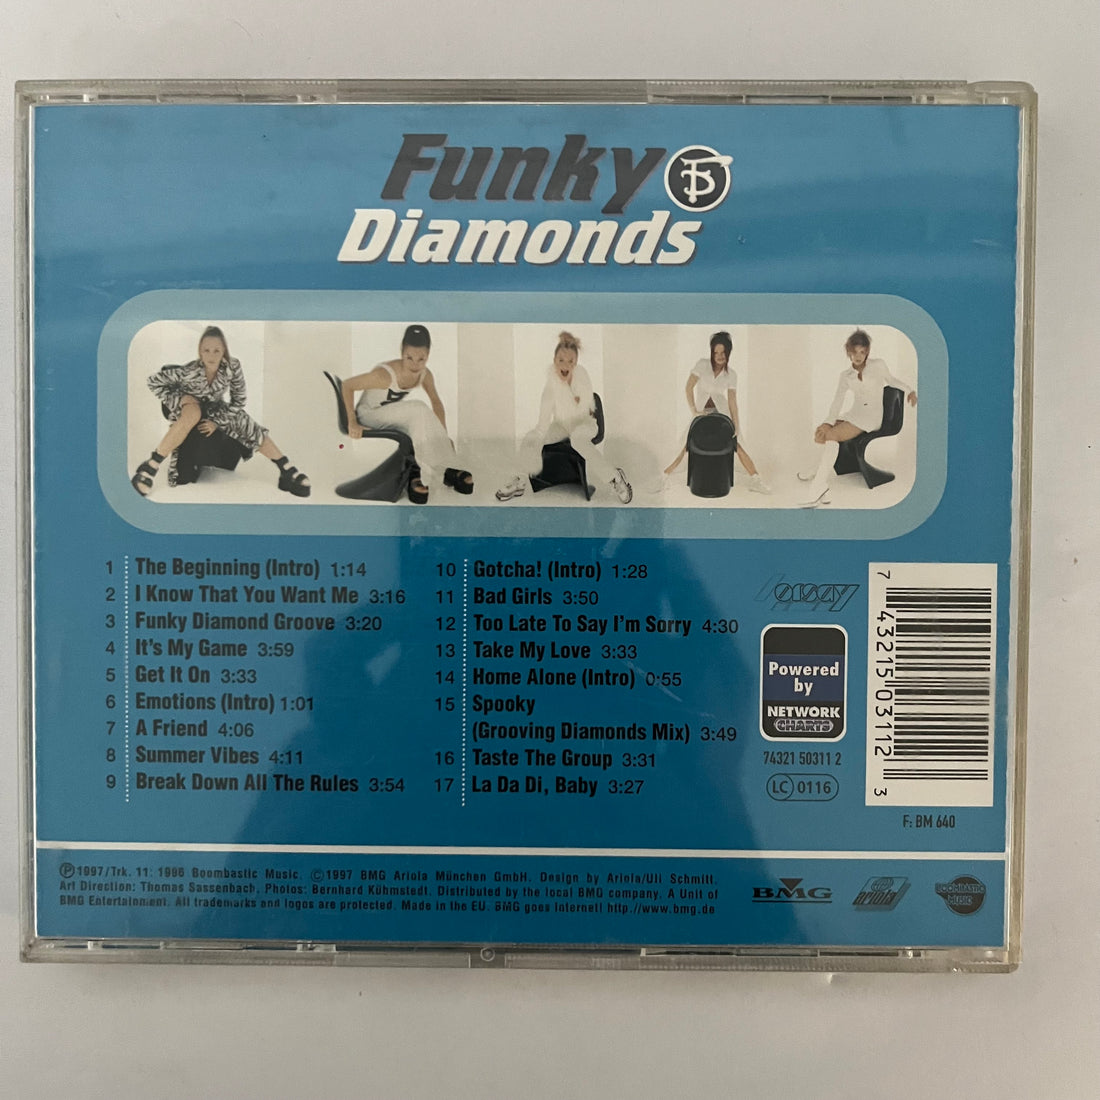 Funky
Diamonds
1 The Beginning (Intro) 1:14
2 I Know That You Want Me 3:16
3 Funky Diamond Groove 3:20
4 It's My Game 3:59
5 Get It On 3:33
6 Emotions (Intro) 1:01
7 A Friend 4:06
8 Summer Vibes 4:11
9 Break Down All The Rules 3:54
10 Gotcha! (Intro) 1:28
11 Bad Girls 3:50
12 Too Late To Say I'm Sorry 4:30
13 Take My Love 3:33
14 Home Alone (Intro) 0:55
15 Spooky
(Grooving Diamonds Mix) 3:49
16 Taste The Group 3:31
17 La Da Di, Baby 3:27
orsay
Powered
by
NETWORK
CHARTS
74321 50311 2
LC 0116
7 43215 03112 3
F: BM 640
Ⓟ1997/Trk. 11: 1996 Boombastic Music. ©1997 BMG Ariola München GmbH. Design by Ariola/Uli Schmitt.
Art Direction: Thomas Sassenbach, Photos: Bernhard Kühmstedt. Distributed by the local BMG company. A Unit of
BMG Entertainment. All trademarks and logos are protected. Made in the EU. BMG goes Internet! http://www.bmg.de
BMG
ARIOLA
BOOMBASTIC
MUSIC